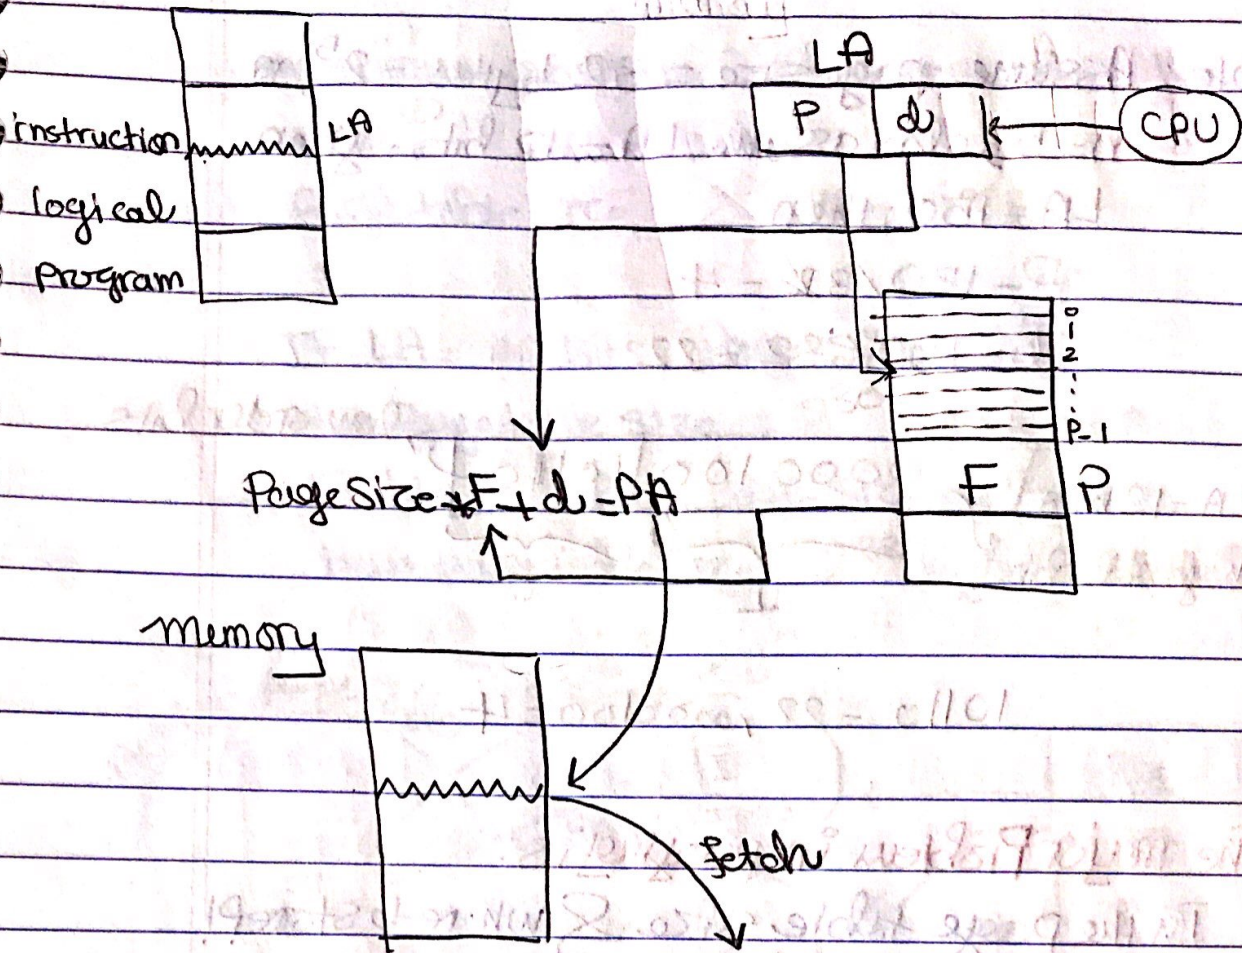 LA
P d CPU
instruction LA
logical
Program
0
1
2
:
:
P-1
F P
PageSize*F+d=PA
Memory
fetch